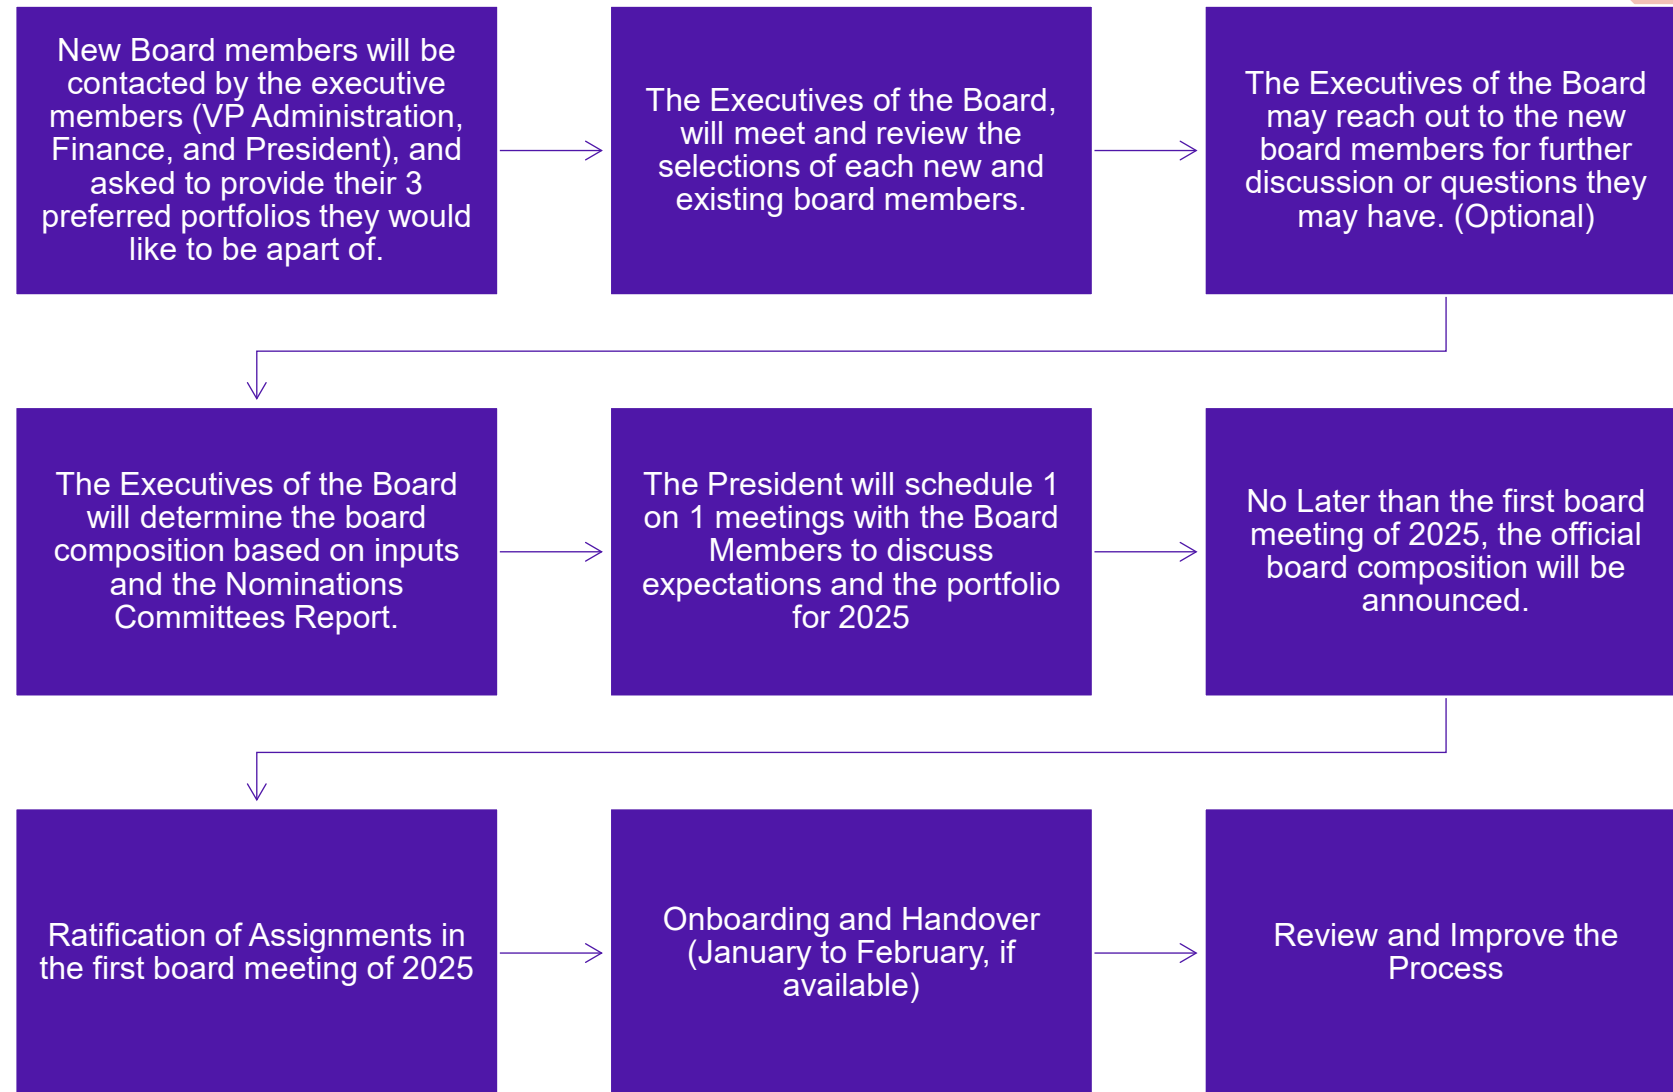 New Board members will be
contacted by the executive
members (VP Administration,
Finance, and President), and
asked to provide their 3
preferred portfolios they would
like to be apart of.
The Executives of the Board,
will meet and review the
selections of each new and
existing board members.
The Executives of the Board
may reach out to the new
board members for further
discussion or questions they
may have. (Optional)
The Executives of the Board
will determine the board
composition based on inputs
and the Nominations
Committees Report.
The President will schedule 1
on 1 meetings with the Board
Members to discuss
expectations and the portfolio
for 2025
No Later than the first board
meeting of 2025, the official
board composition will be
announced.
Ratification of Assignments in
the first board meeting of 2025
Onboarding and Handover
(January to February, if
available)
Review and Improve the
Process